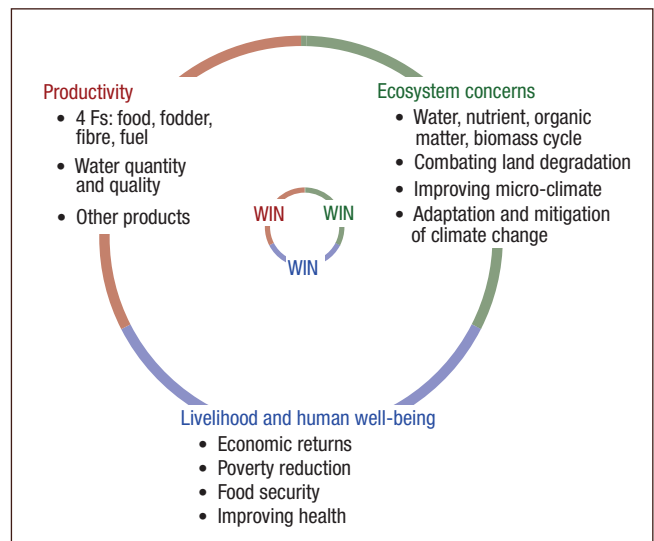 Productivity
• 4 Fs: food, fodder,
fibre, fuel
• Water quantity
and quality
• Other products
Ecosystem concerns
• Water, nutrient, organic
matter, biomass cycle
• Combating land degradation
• Improving micro-climate
• Adaptation and mitigation
of climate change
WIN
WIN
WIN
Livelihood and human well-being
• Economic returns
• Poverty reduction
• Food security
• Improving health